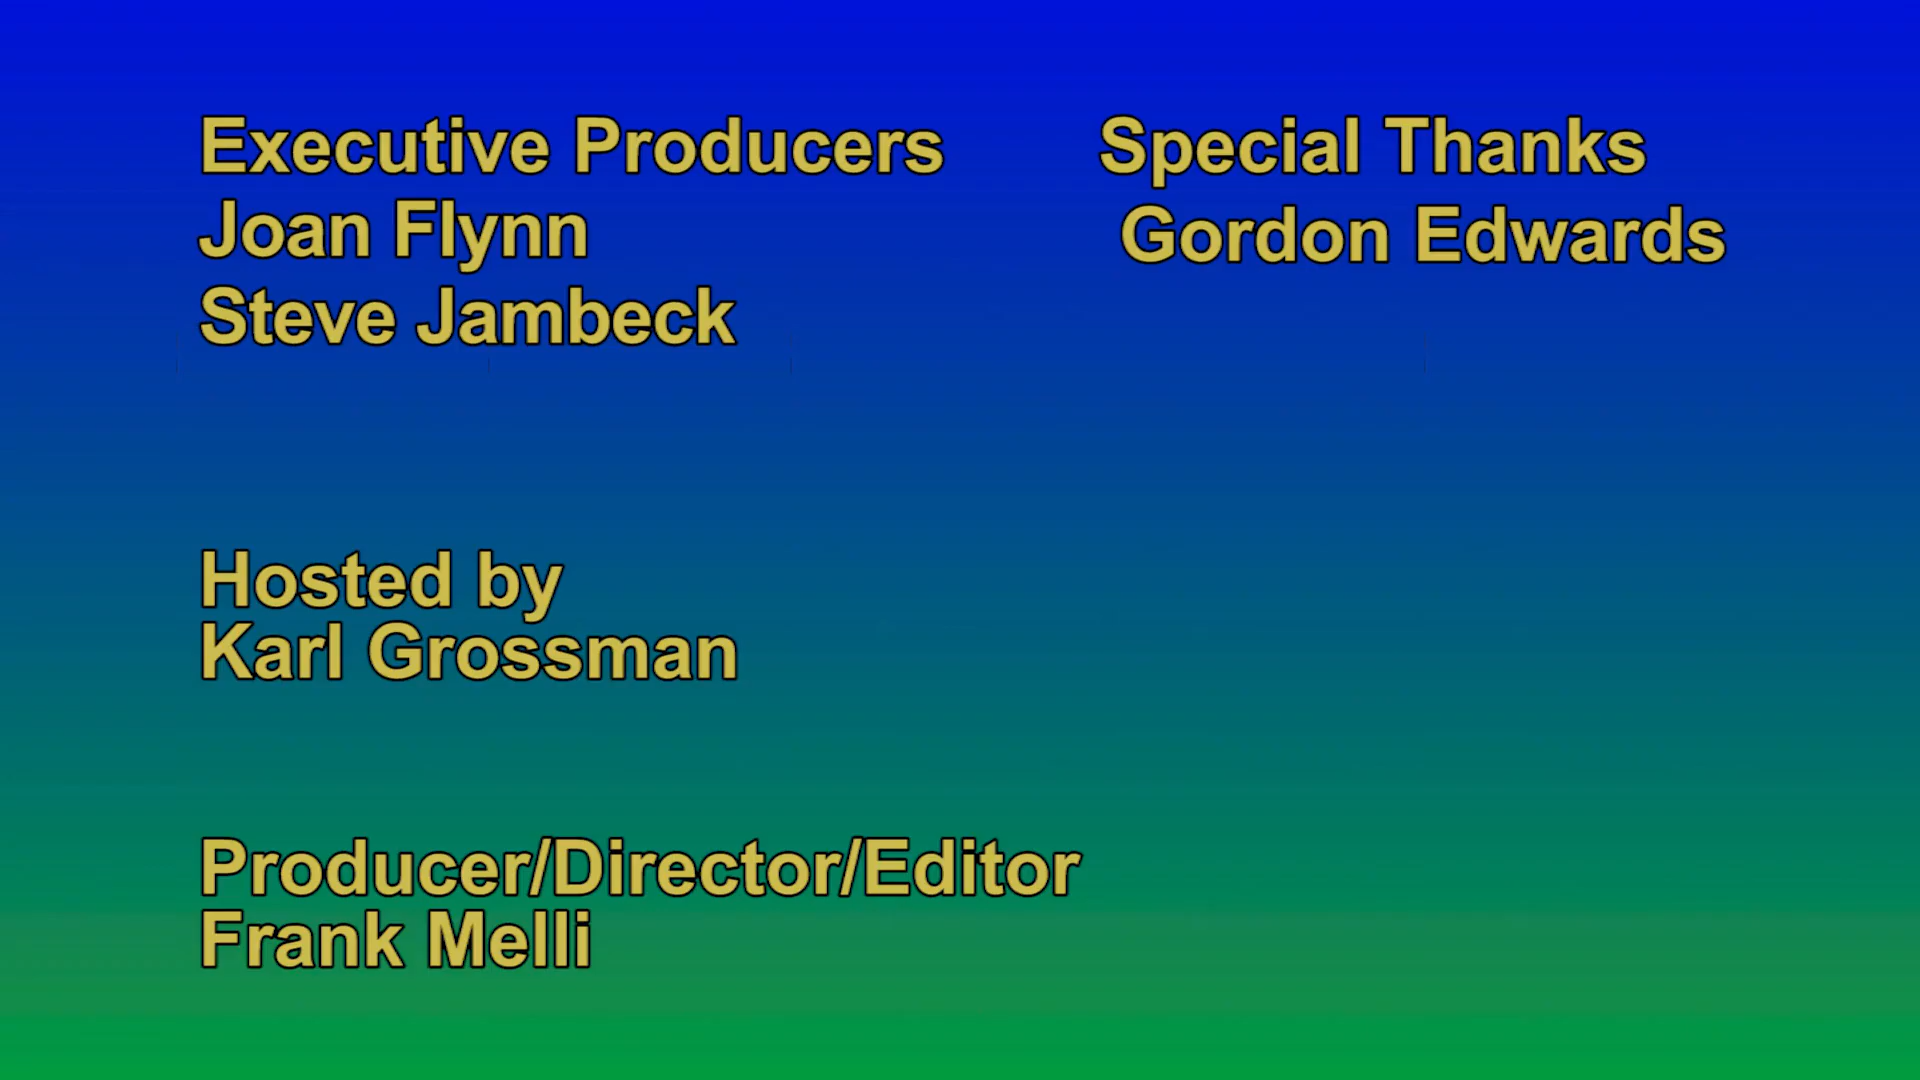 Executive Producers
Joan Flynn
Steve Jambeck
Special Thanks
Gordon Edwards
Hosted by
Karl Grossman
Producer/Director/Editor
Frank Melli